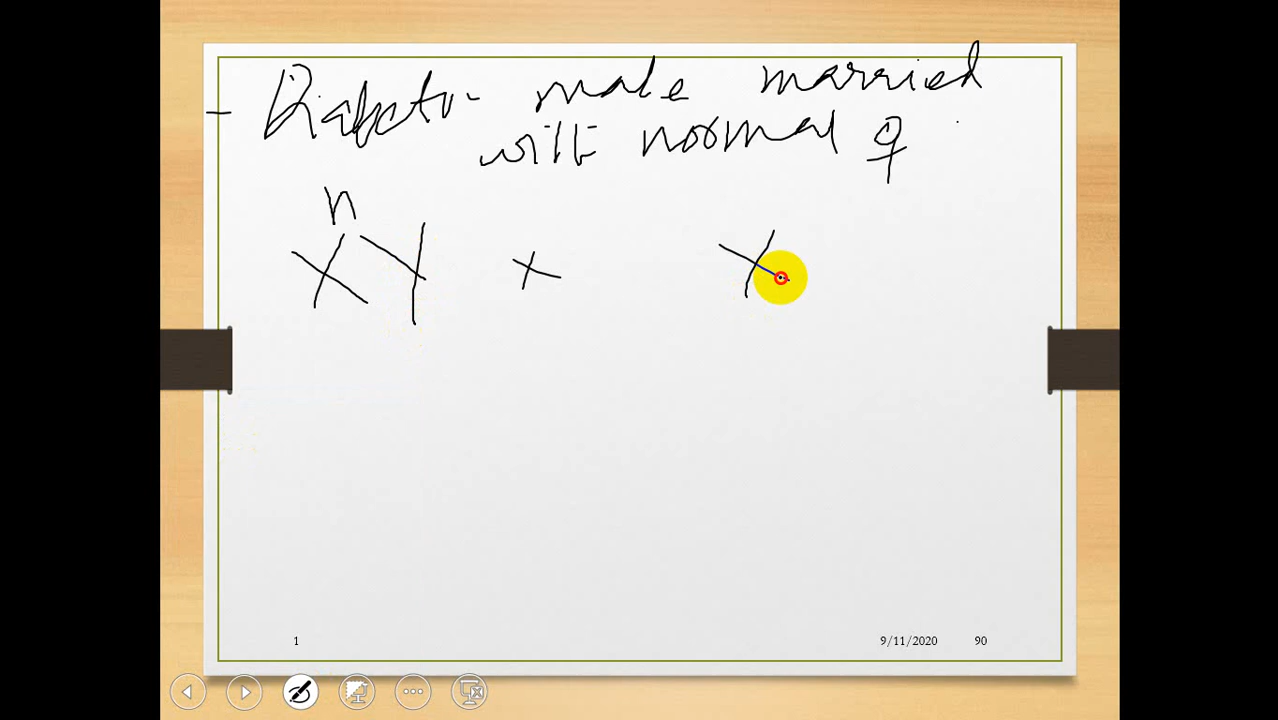 - Diabetic male married
with normal ♀
n
XY × X
1 9/11/2020 90